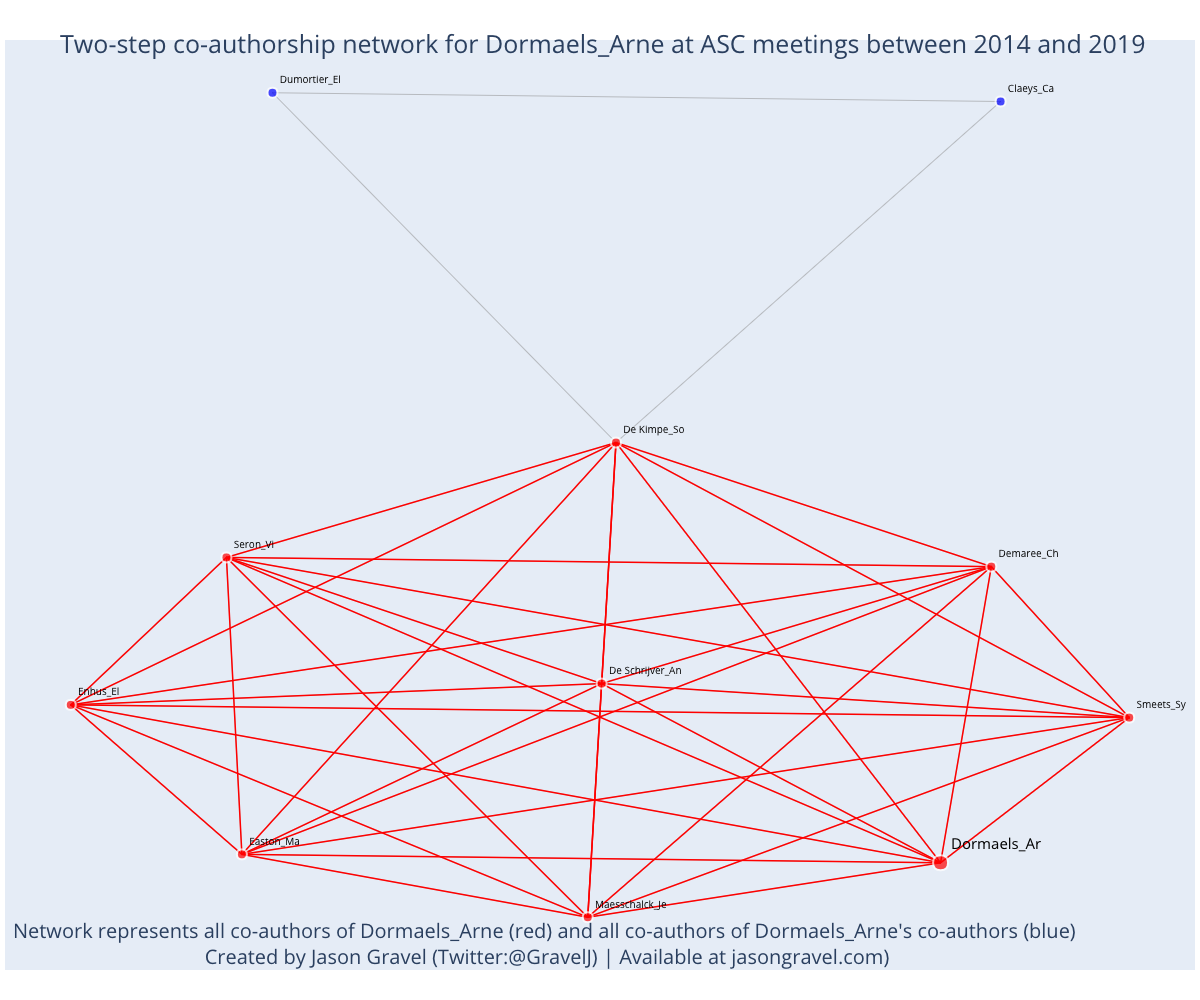 Two-step co-authorship network for Dormaels_Arne at ASC meetings between 2014 and 2019
Dumortier_El
Claeys_Ca
De Kimpe_So
Seron_Vi
Demaree_Ch
De Schrijver_An
Enhus_El
Smeets_Sy
Easton_Ma
Dormaels_Ar
Maesschalck_Je
Network represents all co-authors of Dormaels_Arne (red) and all co-authors of Dormaels_Arne's co-authors (blue)
Created by Jason Gravel (Twitter:@GravelJ) | Available at jasongravel.com)